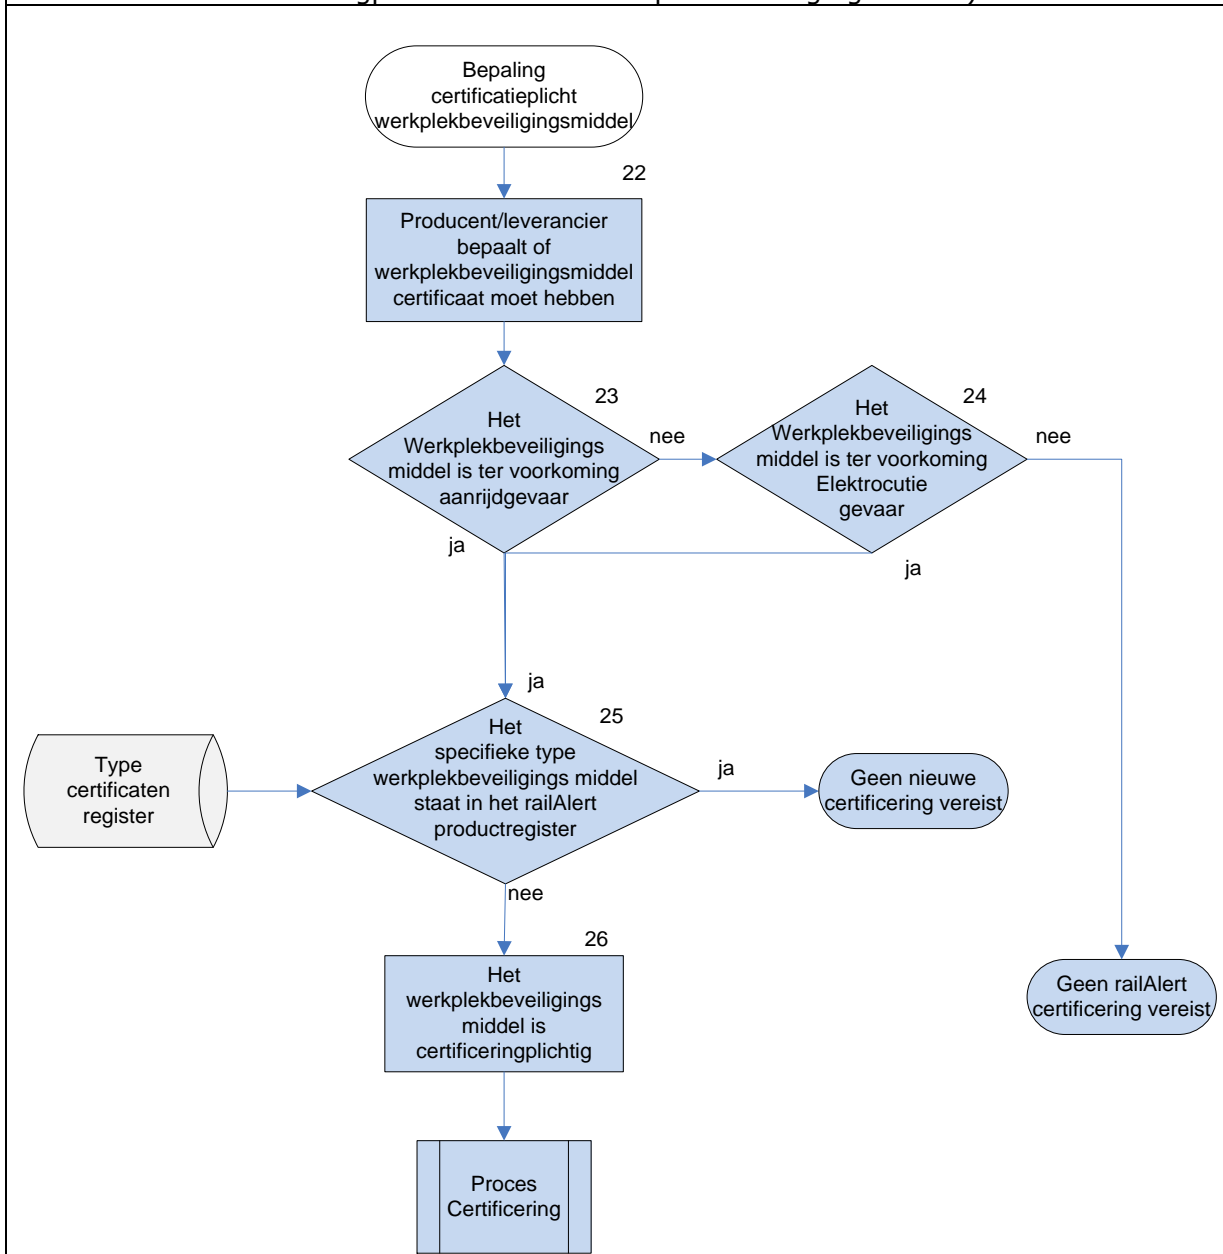 Bepaling
certificatieplicht
werkplekbeveiligingsmiddel
22
Producent/leverancier
bepaalt of
werkplekbeveiligingsmiddel
certificaat moet hebben
23
Het
Werkplekbeveiligings
middel is ter voorkoming
aanrijdgevaar
nee
24
Het
Werkplekbeveiligings
middel is ter voorkoming
Elektrocutie
gevaar
nee
ja
ja
ja
25
Het
specifieke type
werkplekbeveiligings middel
staat in het railAlert
productregister
Type
certificaten
register
ja
Geen nieuwe
certificering vereist
nee
26
Het
werkplekbeveiligings
middel is
certificeringplichtig
Geen railAlert
certificering vereist
Proces
Certificering